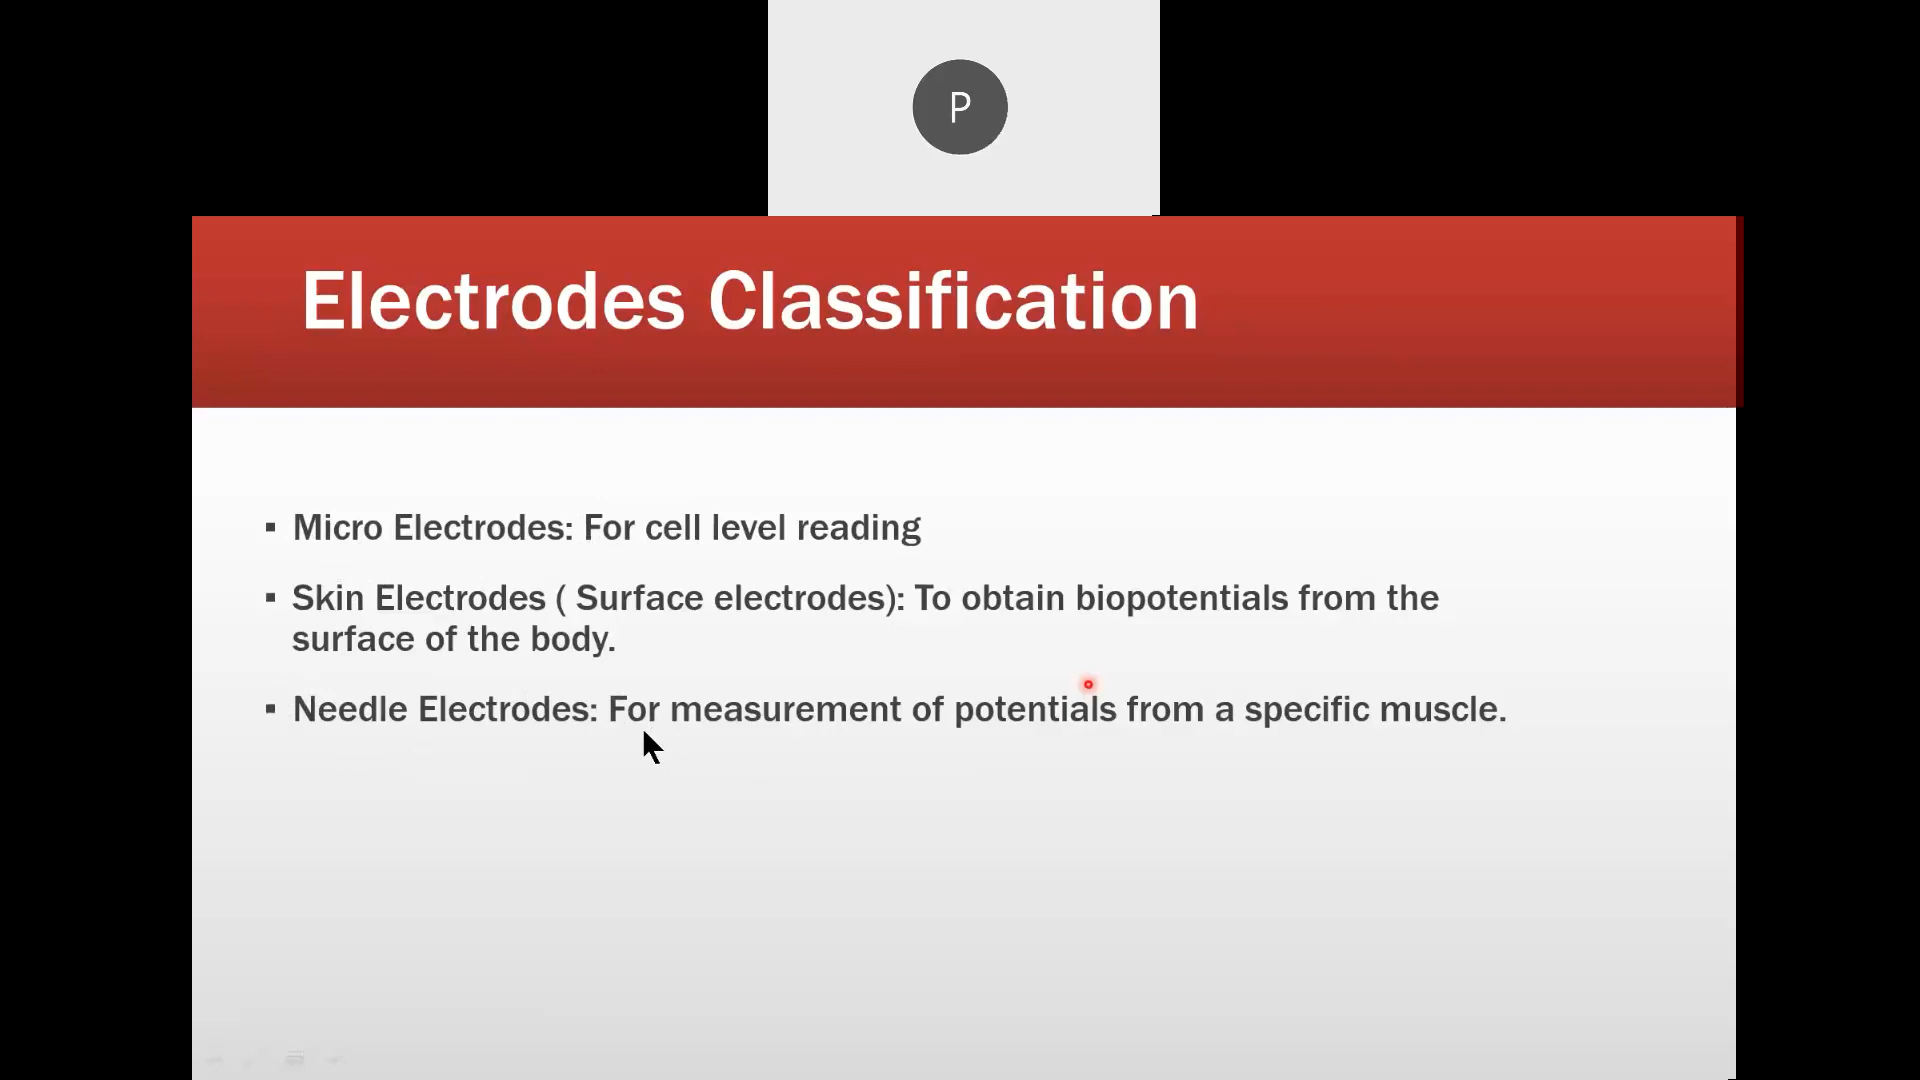 P
Electrodes Classification
▪ Micro Electrodes: For cell level reading
▪ Skin Electrodes ( Surface electrodes): To obtain biopotentials from the
surface of the body.
▪ Needle Electrodes: For measurement of potentials from a specific muscle.